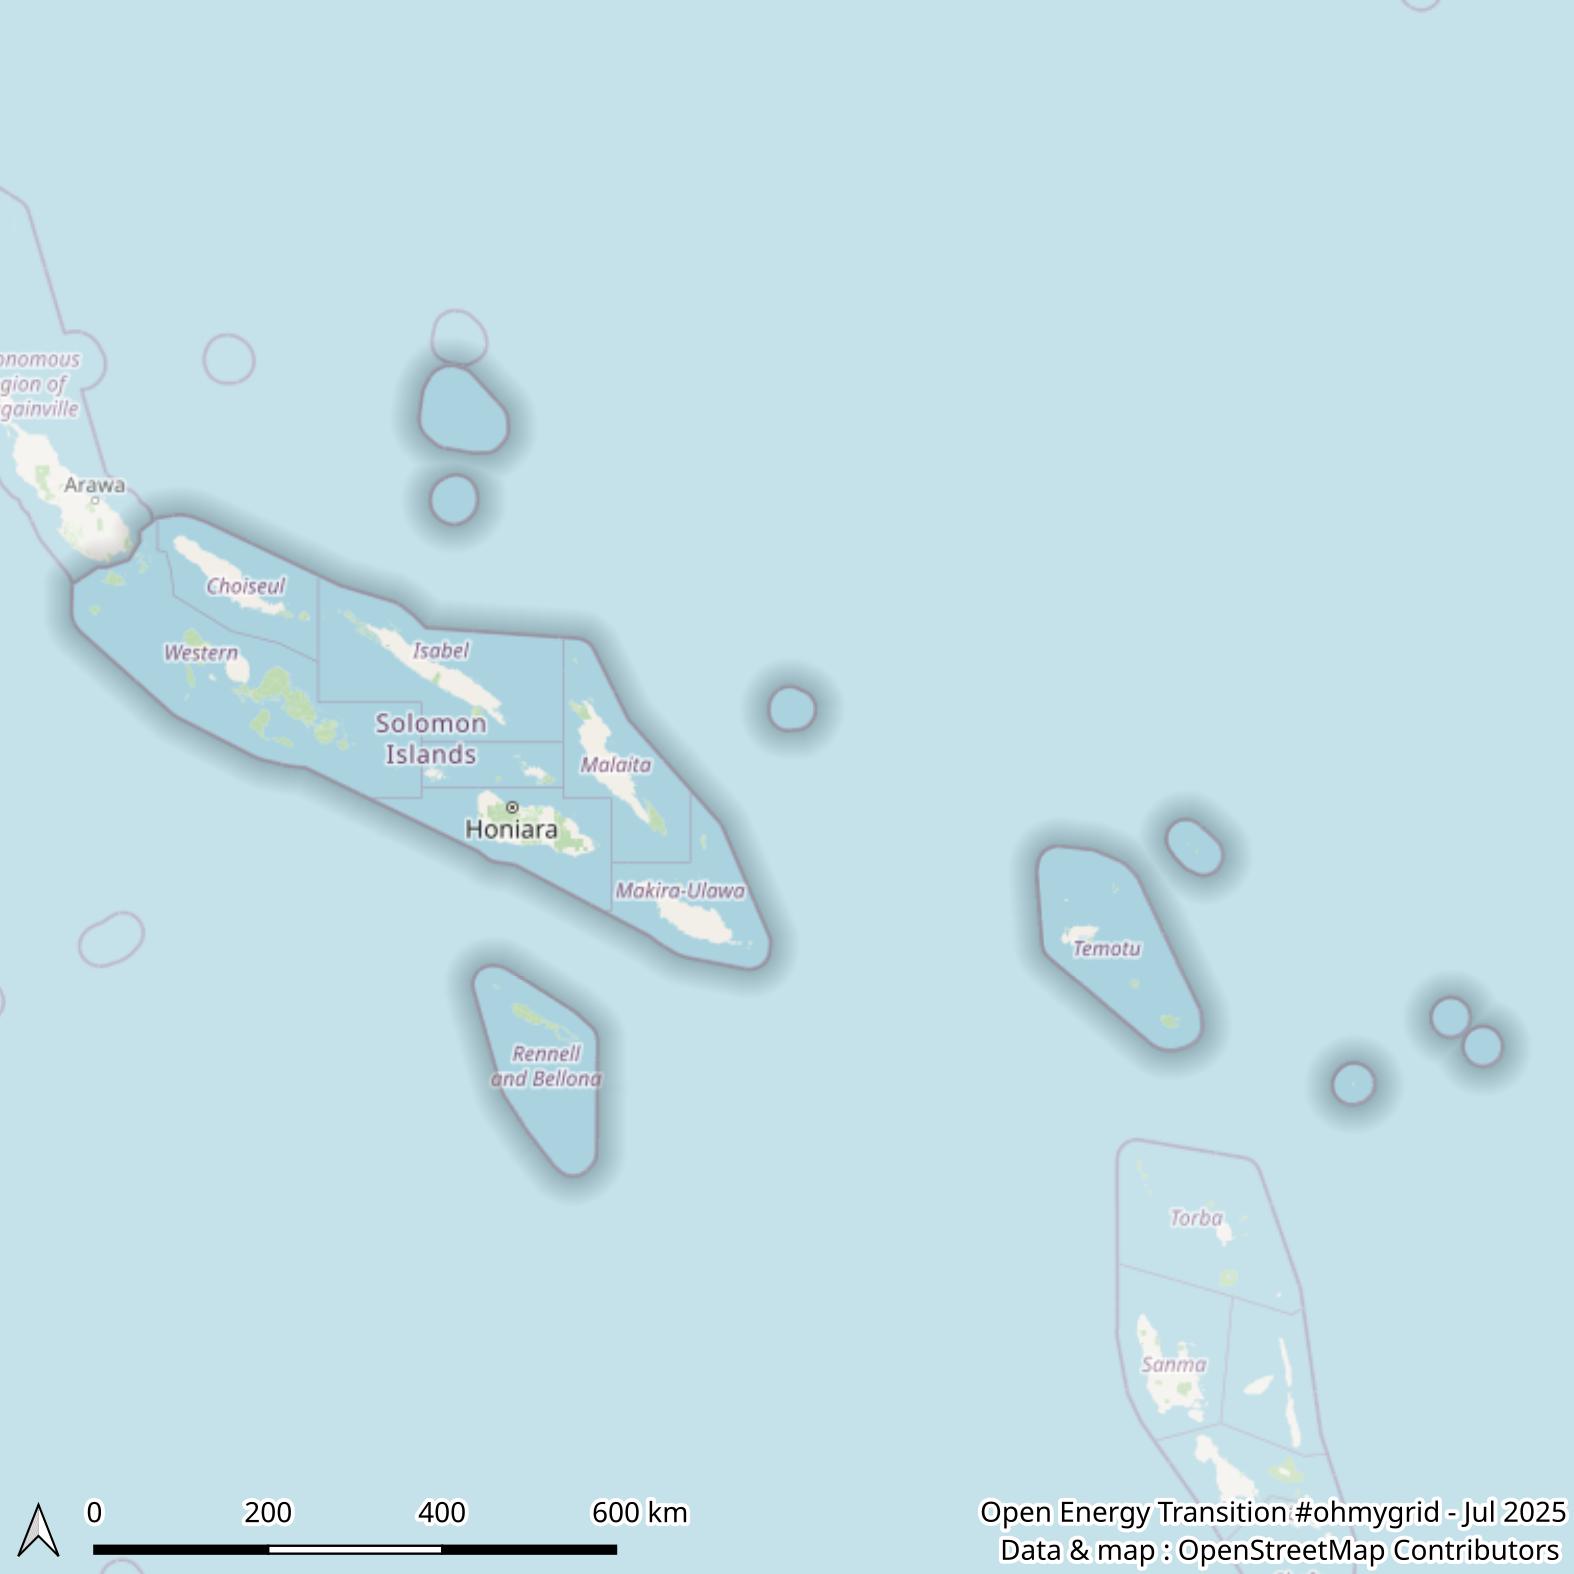 onomous
gion of
gainville
Arawa
Choiseul
Western
Isabel
Solomon
Islands
Malaita
Honiara
Makira-Ulawa
Temotu
Rennell
and Bellona
Torba
Sanma
0 200 400 600 km
Open Energy Transition #ohmygrid - Jul 2025
Data & map : OpenStreetMap Contributors